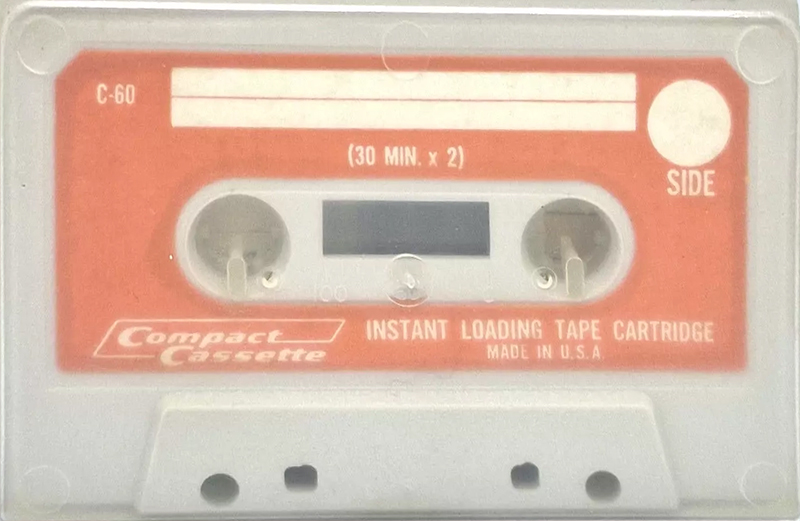 C-60
(30 MIN. x 2)
SIDE
Compact
Cassette
INSTANT LOADING TAPE CARTRIDGE
MADE IN U.S.A.